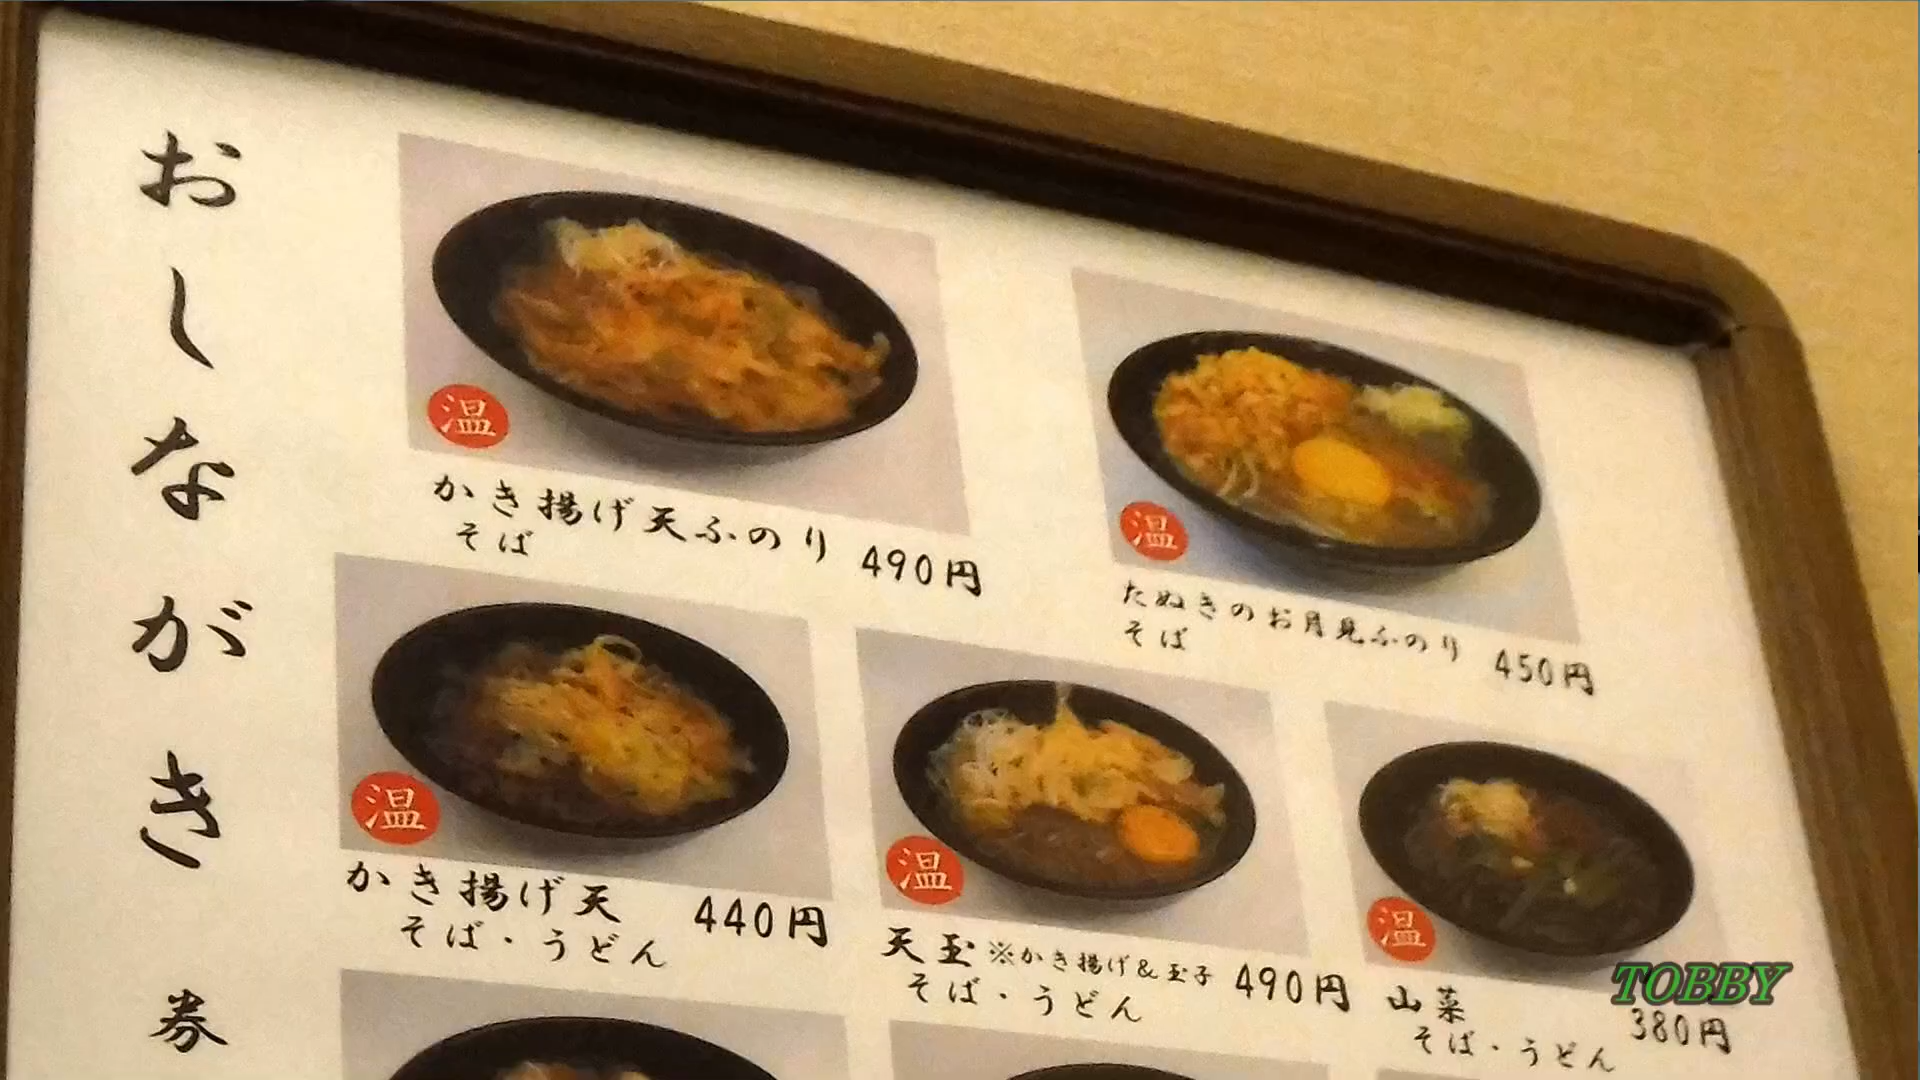 おしながき
券
温
かき揚げ天ふのり
そば
490円
温
たぬきのお月見ふのり
そば
450円
温
かき揚げ天
そば・うどん
440円
温
天玉※かき揚げ&玉子
そば・うどん
490円
温
山菜
そば・うどん
380円
TOBBY